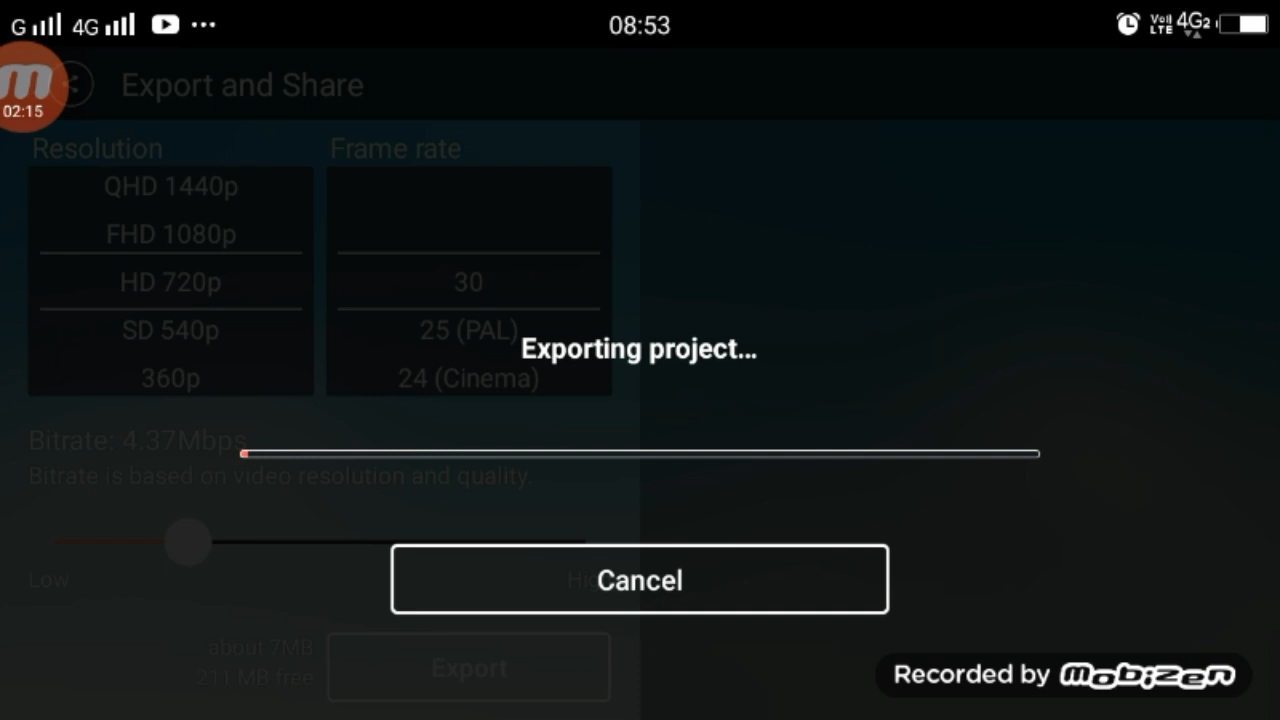 G 4G 08:53 VoII LTE 4G2
m Export and Share
02:15
Resolution Frame rate
QHD 1440p
FHD 1080p
HD 720p 30
SD 540p 25 (PAL)
360p 24 (Cinema)
Exporting project...
Bitrate: 4.37Mbps
Bitrate is based on video resolution and quality.
Low
Cancel
about 7MB
211 MB free
Export
Recorded by mobizen